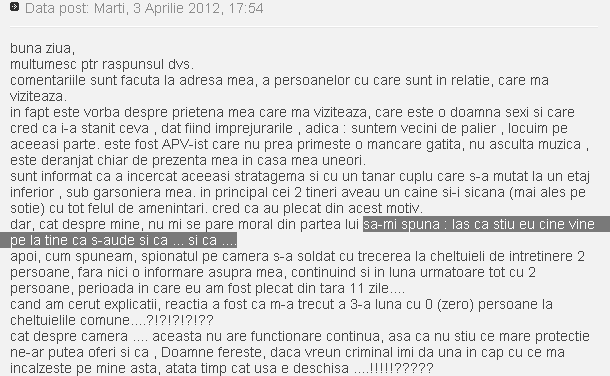 Data post: Marti, 3 Aprilie 2012, 17:54
buna ziua,
multumesc ptr raspunsul dvs.
comentariile sunt facuta la adresa mea, a persoanelor cu care sunt in relatie, care ma
viziteaza.
in fapt este vorba despre prietena mea care ma viziteaza, care este o doamna sexi si care
cred ca i-a stanit ceva , dat fiind imprejurarile , adica : suntem vecini de palier , locuim pe
aceeasi parte. este fost APV-ist care nu prea primeste o mancare gatita, nu asculta muzica ,
este deranjat chiar de prezenta mea in casa mea uneori.
sunt informat ca a incercat aceeasi stratagema si cu un tanar cuplu care s-a mutat la un etaj
inferior , sub garsoniera mea. in principal cei 2 tineri aveau un caine si-i sicana (mai ales pe
sotie) cu tot felul de amenintari. cred ca au plecat din acest motiv.
dar, cat despre mine, nu mi se pare moral din partea lui sa-mi spuna : las ca stiu eu cine vine
pe la tine ca s-aude si ca ... si ca ....
apoi, cum spuneam, spionatul pe camera s-a soldat cu trecerea la cheltuieli de intretinere 2
persoane, fara nici o informare asupra mea, continuind si in luna urmatoare tot cu 2
persoane, perioada in care eu am fost plecat din tara 11 zile....
cand am cerut explicatii, reactia a fost ca m-a trecut a 3-a luna cu 0 (zero) persoane la
cheltuielile comune....?!?!?!?!??
cat despre camera .... aceasta nu are functionare continua, asa ca nu stiu ce mare protectie
ne-ar putea oferi si ca , Doamne fereste, daca vreun criminal imi da una in cap cu ce ma
incalzeste pe mine asta, atata timp cat usa e deschisa ....!!!!!?????